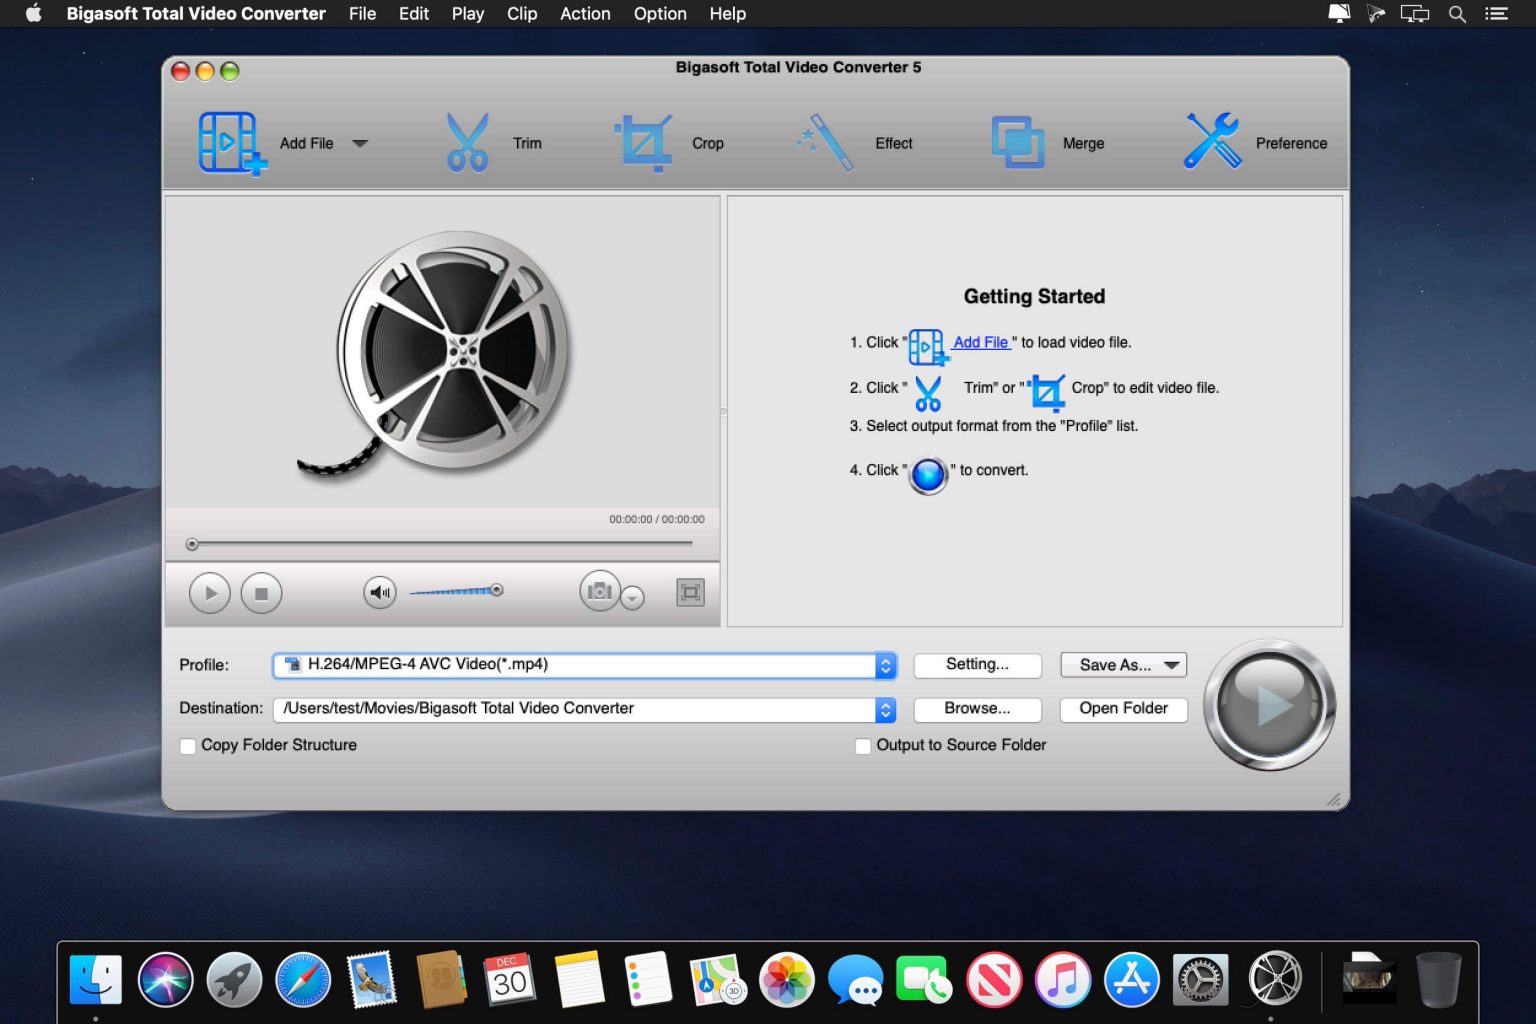 Bigasoft Total Video Converter File Edit Play Clip Action Option Help
Bigasoft Total Video Converter 5
Add File Trim Crop Effect Merge Preference
Getting Started
1. Click " Add File " to load video file.
2. Click " Trim" or " Crop" to edit video file.
3. Select output format from the "Profile" list.
4. Click " " to convert.
00:00:00 / 00:00:00
Profile: H.264/MPEG-4 AVC Video(*.mp4) Setting... Save As...
Destination: /Users/test/Movies/Bigasoft Total Video Converter Browse... Open Folder
Copy Folder Structure Output to Source Folder
DEC
30
3D